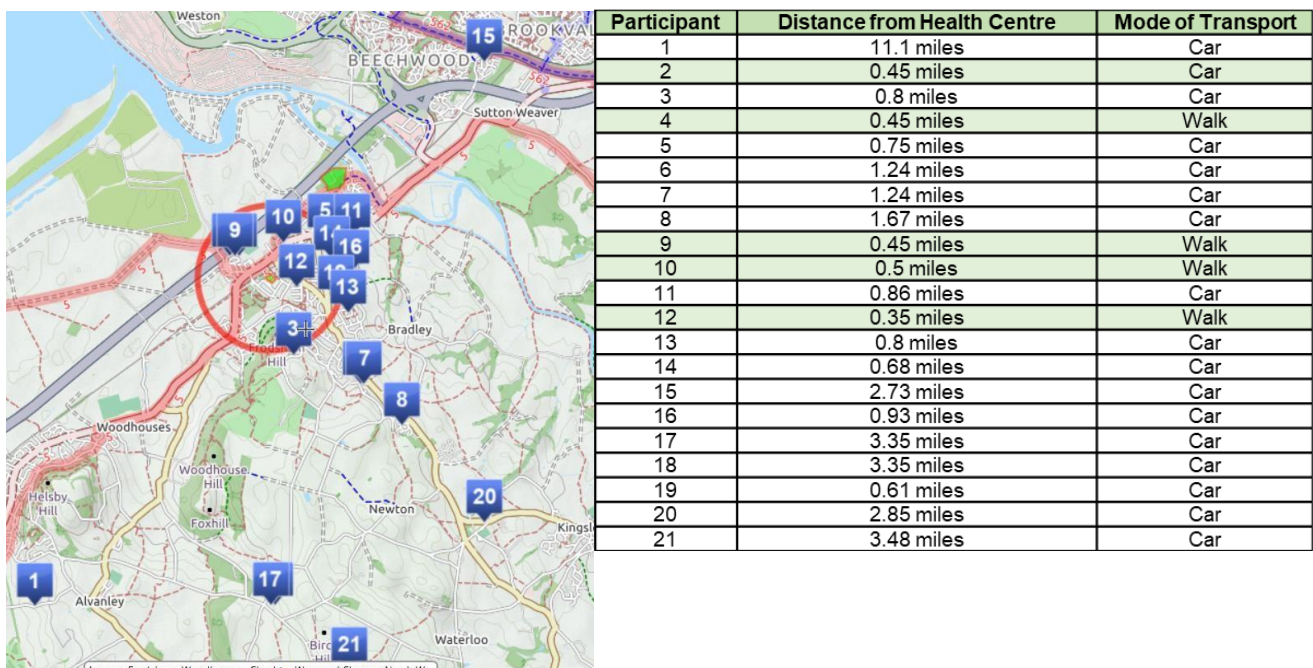 Weston
15
BEECHWOOD
Sutton Weaver
9
10
5
11
14
16
12
13
3
Bradley
Hill
7
8
Woodhouses
Woodhouse
Hill
Helsby
Hill
Foxhill
Newton
20
1
17
Alvanley
21
Waterloo
Participant Distance from Health Centre Mode of Transport
1 11.1 miles Car
2 0.45 miles Car
3 0.8 miles Car
4 0.45 miles Walk
5 0.75 miles Car
6 1.24 miles Car
7 1.24 miles Car
8 1.67 miles Car
9 0.45 miles Walk
10 0.5 miles Walk
11 0.86 miles Car
12 0.35 miles Walk
13 0.8 miles Car
14 0.68 miles Car
15 2.73 miles Car
16 0.93 miles Car
17 3.35 miles Car
18 3.35 miles Car
19 0.61 miles Car
20 2.85 miles Car
21 3.48 miles Car